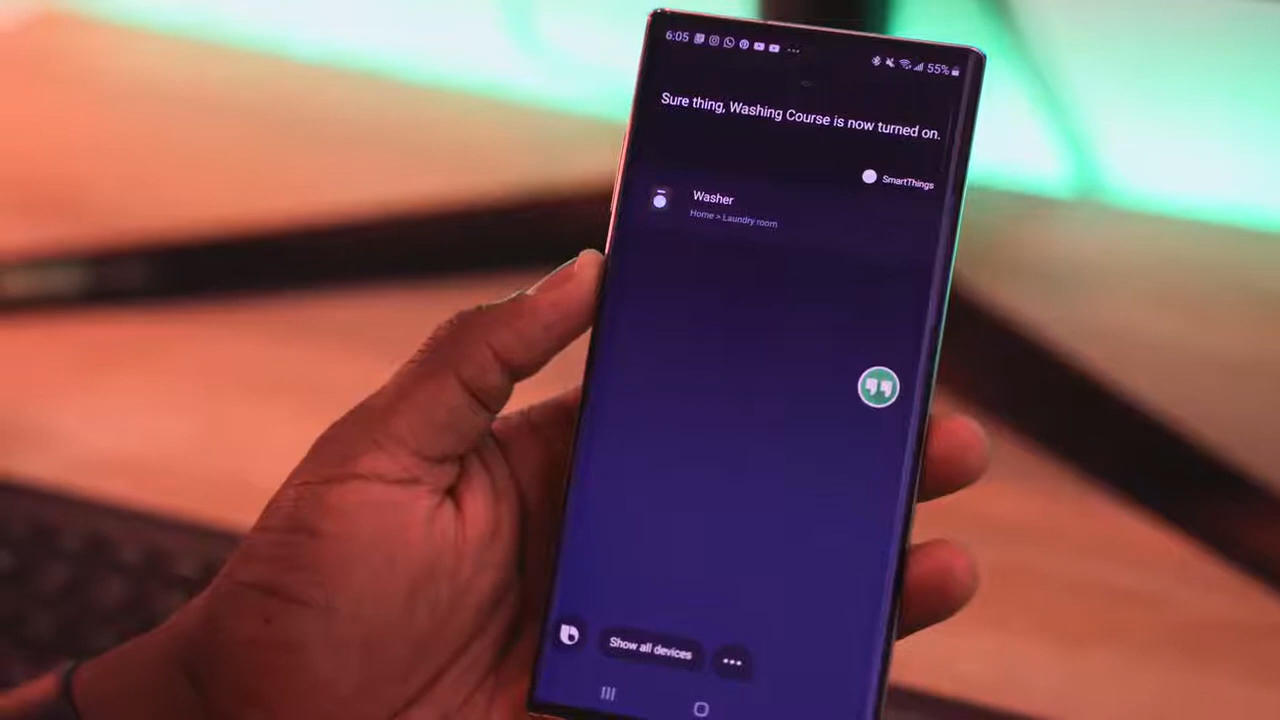 6:05
55%
Sure thing, Washing Course is now turned on.
SmartThings
Washer
Home > Laundry room
Show all devices